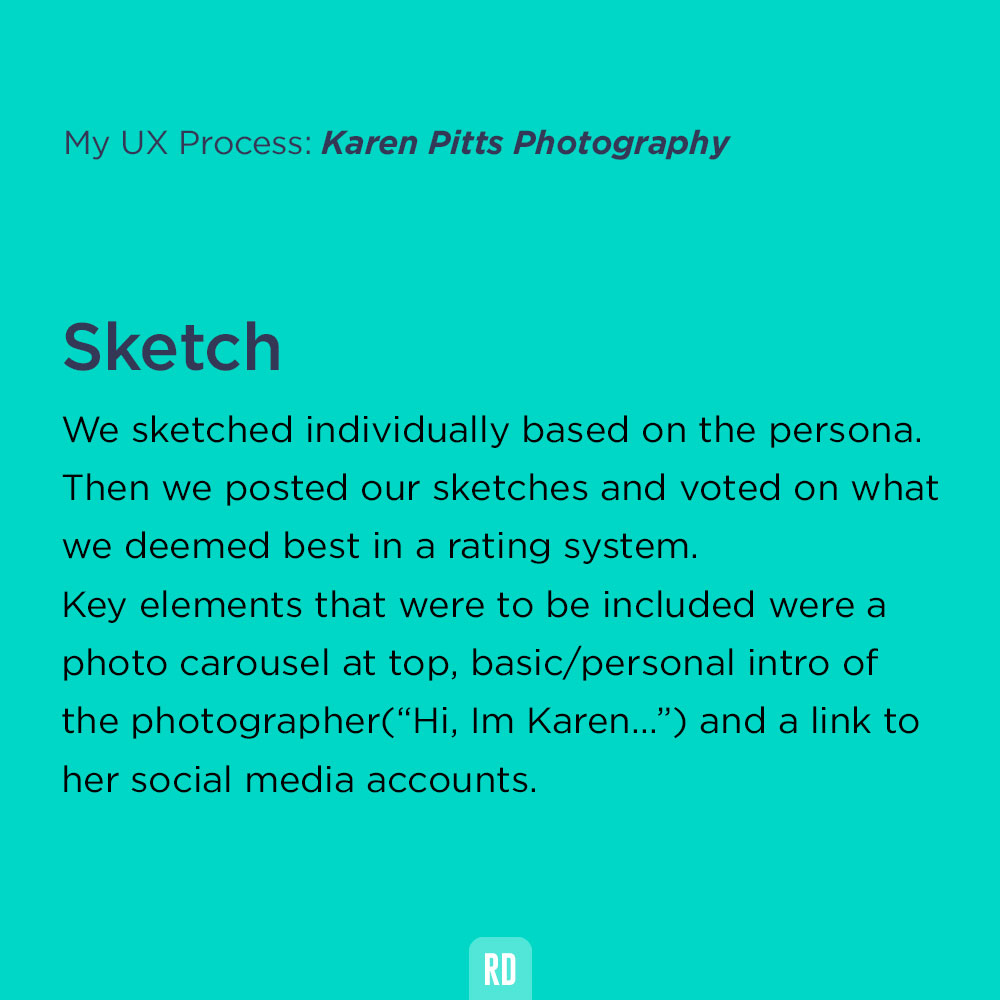 My UX Process: Karen Pitts Photography
Sketch
We sketched individually based on the persona.
Then we posted our sketches and voted on what
we deemed best in a rating system.
Key elements that were to be included were a
photo carousel at top, basic/personal intro of
the photographer(“Hi, Im Karen...”) and a link to
her social media accounts.
RD